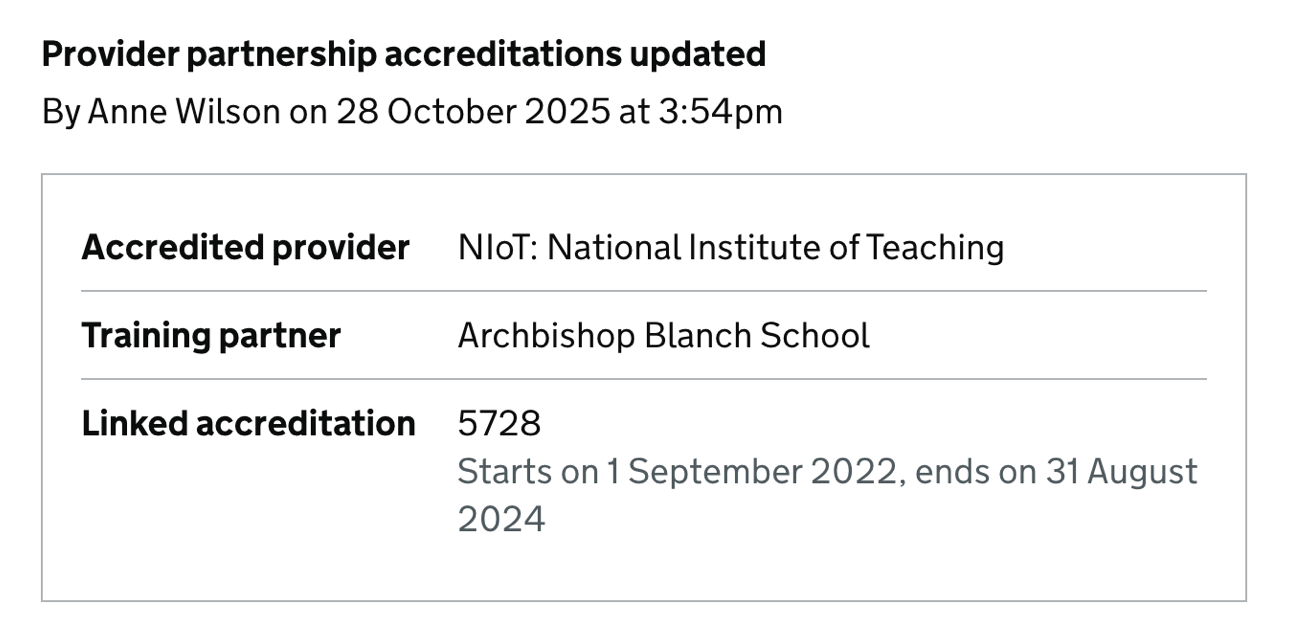 Provider partnership accreditations updated
By Anne Wilson on 28 October 2025 at 3:54pm
Accredited provider NIoT: National Institute of Teaching
Training partner Archbishop Blanch School
Linked accreditation 5728
Starts on 1 September 2022, ends on 31 August
2024